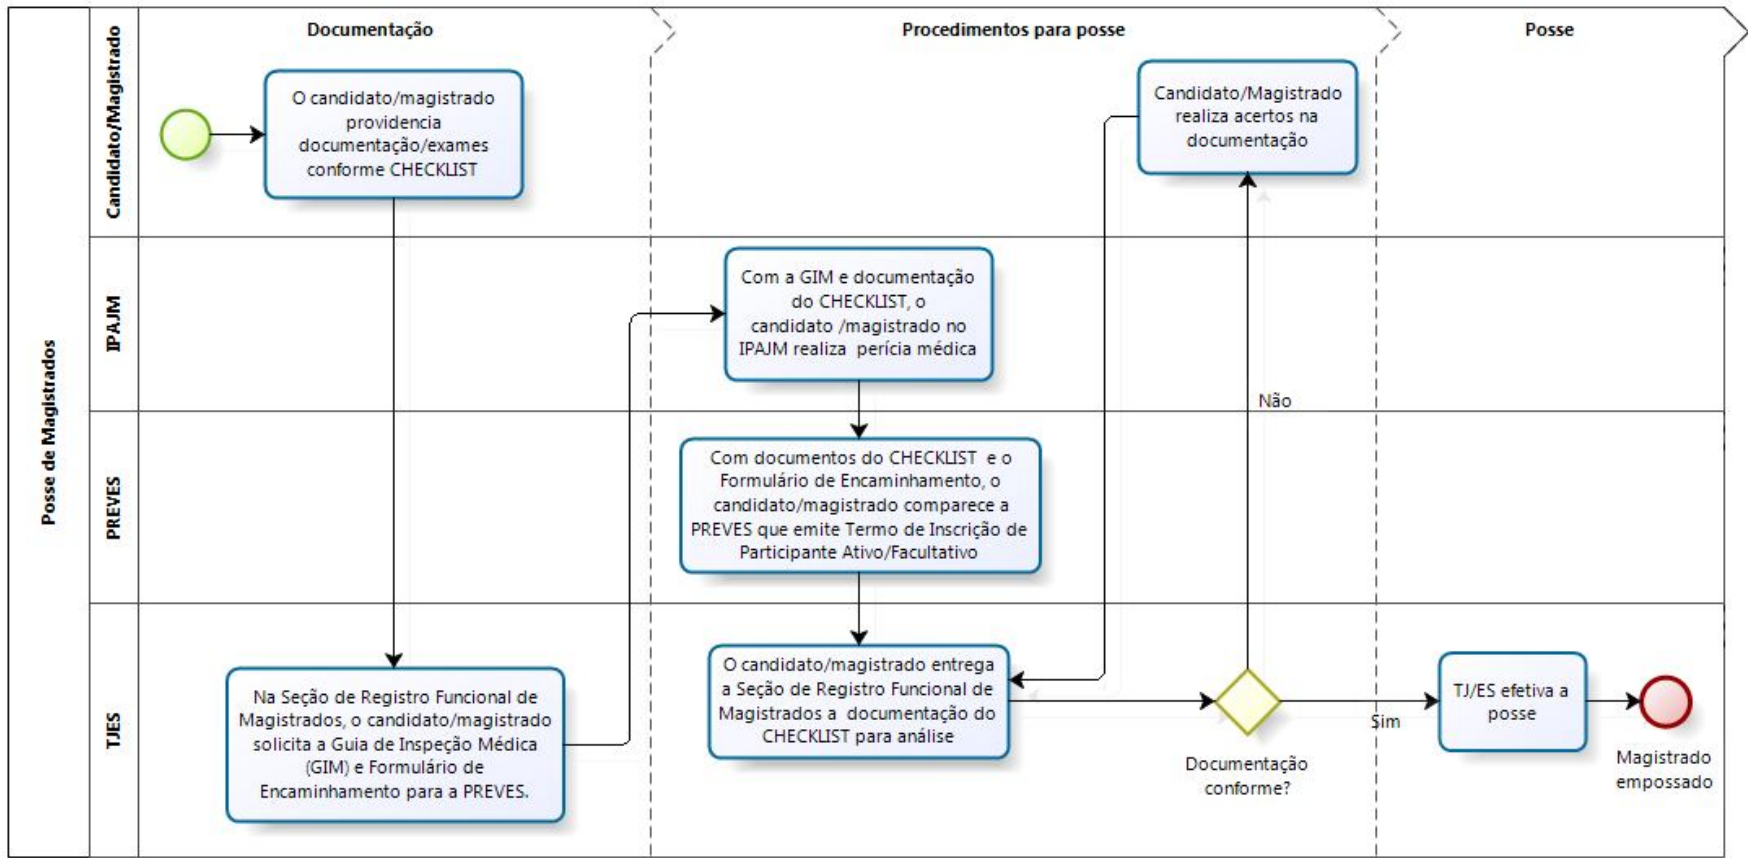 Posse de Magistrados
Documentação
Procedimentos para posse
Posse
Candidato/Magistrado
O candidato/magistrado
providencia
documentação/exames
conforme CHECKLIST
Candidato/Magistrado
realiza acertos na
documentação
IPAJM
Com a GIM e documentação
do CHECKLIST, o
candidato /magistrado no
IPAJM realiza perícia médica
Não
PREVES
Com documentos do CHECKLIST e o
Formulário de Encaminhamento, o
candidato/magistrado comparece a
PREVES que emite Termo de Inscrição de
Participante Ativo/Facultativo
TJES
Na Seção de Registro Funcional de
Magistrados, o candidato/magistrado
solicita a Guia de Inspeção Médica
(GIM) e Formulário de
Encaminhamento para a PREVES.
O candidato/magistrado entrega
a Seção de Registro Funcional de
Magistrados a documentação do
CHECKLIST para análise
Documentação
conforme?
Sim
TJ/ES efetiva a
posse
Magistrado
empossado